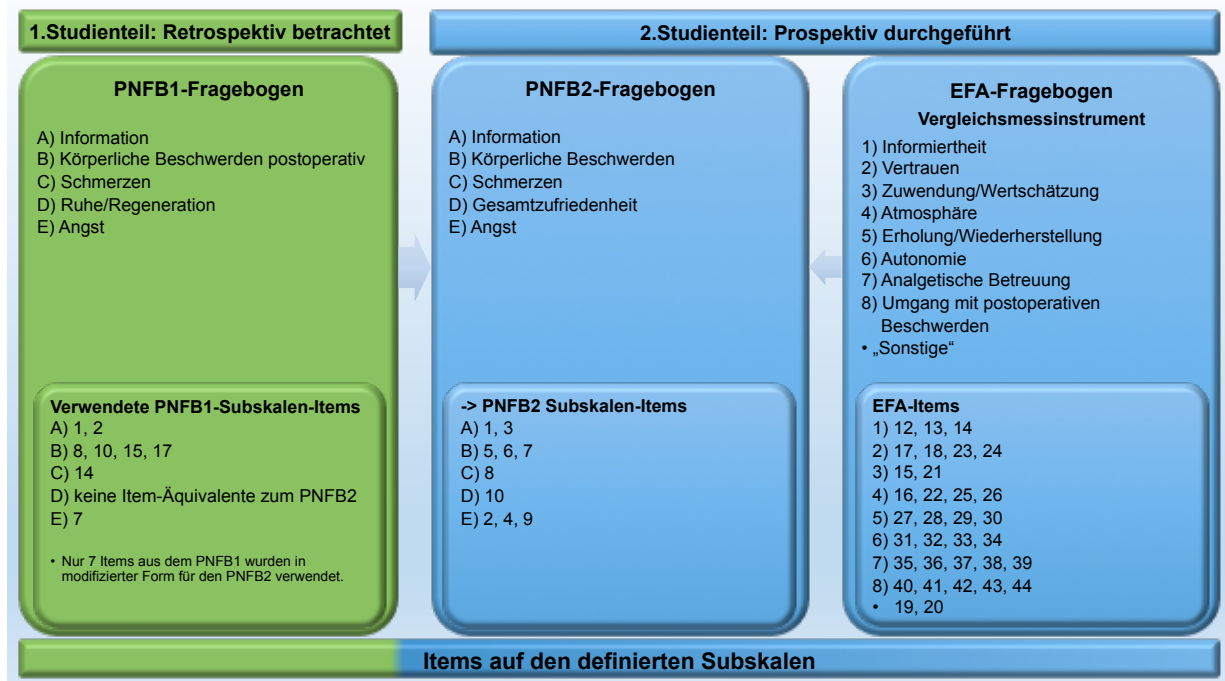 1.Studienteil: Retrospektiv betrachtet
2.Studienteil: Prospektiv durchgeführt
PNFB1-Fragebogen
A) Information
B) Körperliche Beschwerden postoperativ
C) Schmerzen
D) Ruhe/Regeneration
E) Angst
Verwendete PNFB1-Subskalen-Items
A) 1, 2
B) 8, 10, 15, 17
C) 14
D) keine Item-Äquivalente zum PNFB2
E) 7
• Nur 7 Items aus dem PNFB1 wurden in
modifizierter Form für den PNFB2 verwendet.
PNFB2-Fragebogen
A) Information
B) Körperliche Beschwerden
C) Schmerzen
D) Gesamtzufriedenheit
E) Angst
-> PNFB2 Subskalen-Items
A) 1, 3
B) 5, 6, 7
C) 8
D) 10
E) 2, 4, 9
EFA-Fragebogen
Vergleichsmessinstrument
1) Informiertheit
2) Vertrauen
3) Zuwendung/Wertschätzung
4) Atmosphäre
5) Erholung/Wiederherstellung
6) Autonomie
7) Analgetische Betreuung
8) Umgang mit postoperativen
Beschwerden
• „Sonstige“
EFA-Items
1) 12, 13, 14
2) 17, 18, 23, 24
3) 15, 21
4) 16, 22, 25, 26
5) 27, 28, 29, 30
6) 31, 32, 33, 34
7) 35, 36, 37, 38, 39
8) 40, 41, 42, 43, 44
• 19, 20
Items auf den definierten Subskalen